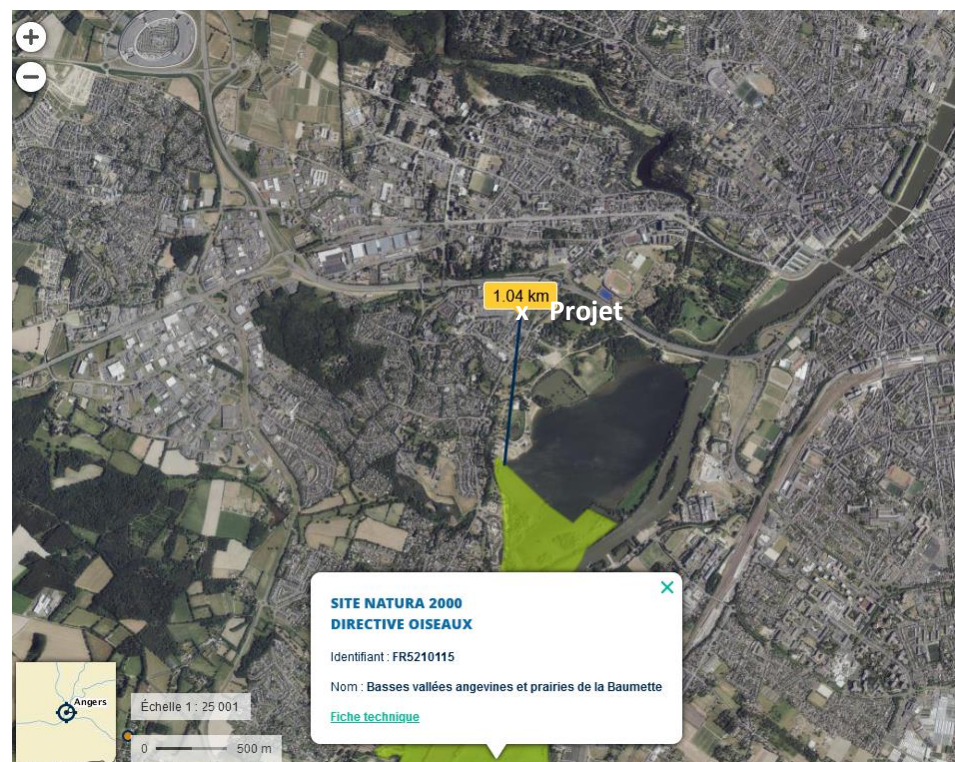 +
−
1.04 km
x Projet
SITE NATURA 2000
DIRECTIVE OISEAUX
Identifiant : FR5210115
Nom : Basses vallées angevines et prairies de la Baumette
Fiche technique
Angers
Échelle 1 : 25 001
0 500 m